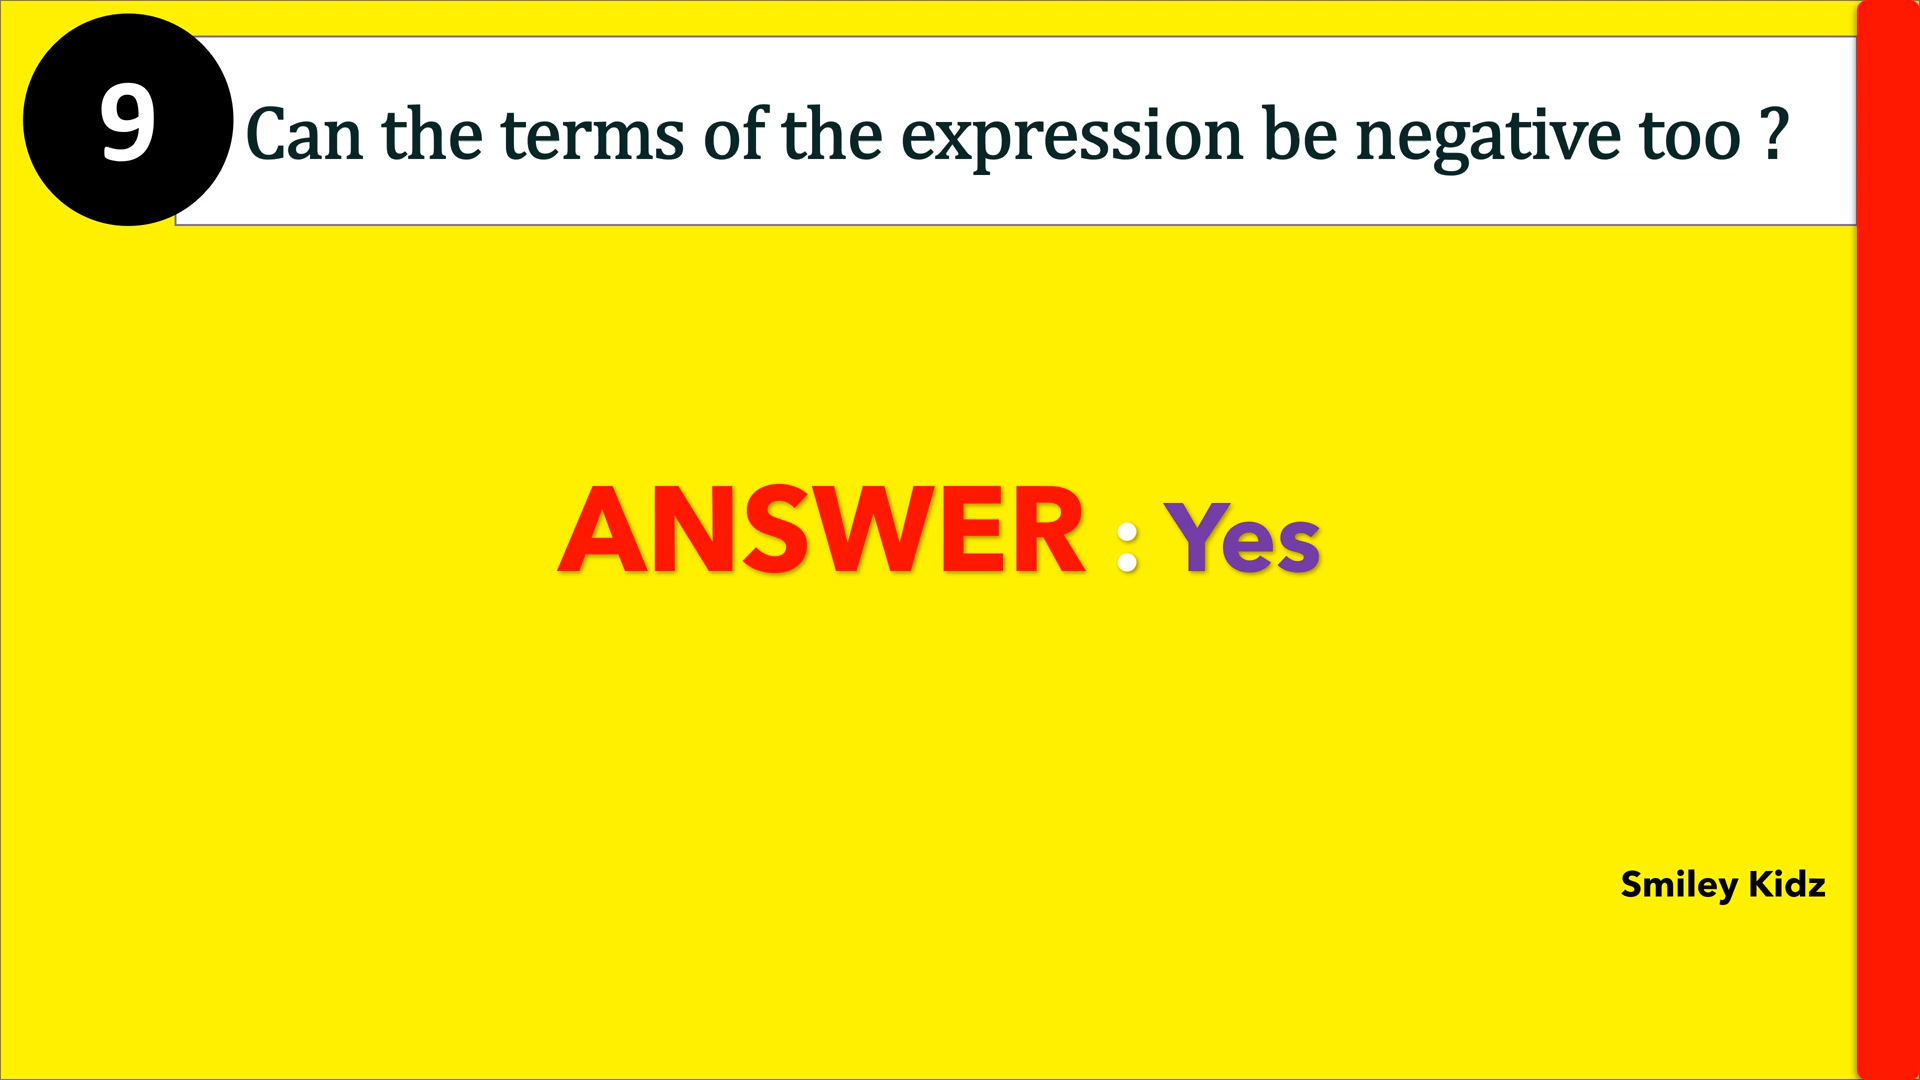 9
Can the terms of the expression be negative too ?
ANSWER : Yes
Smiley Kidz